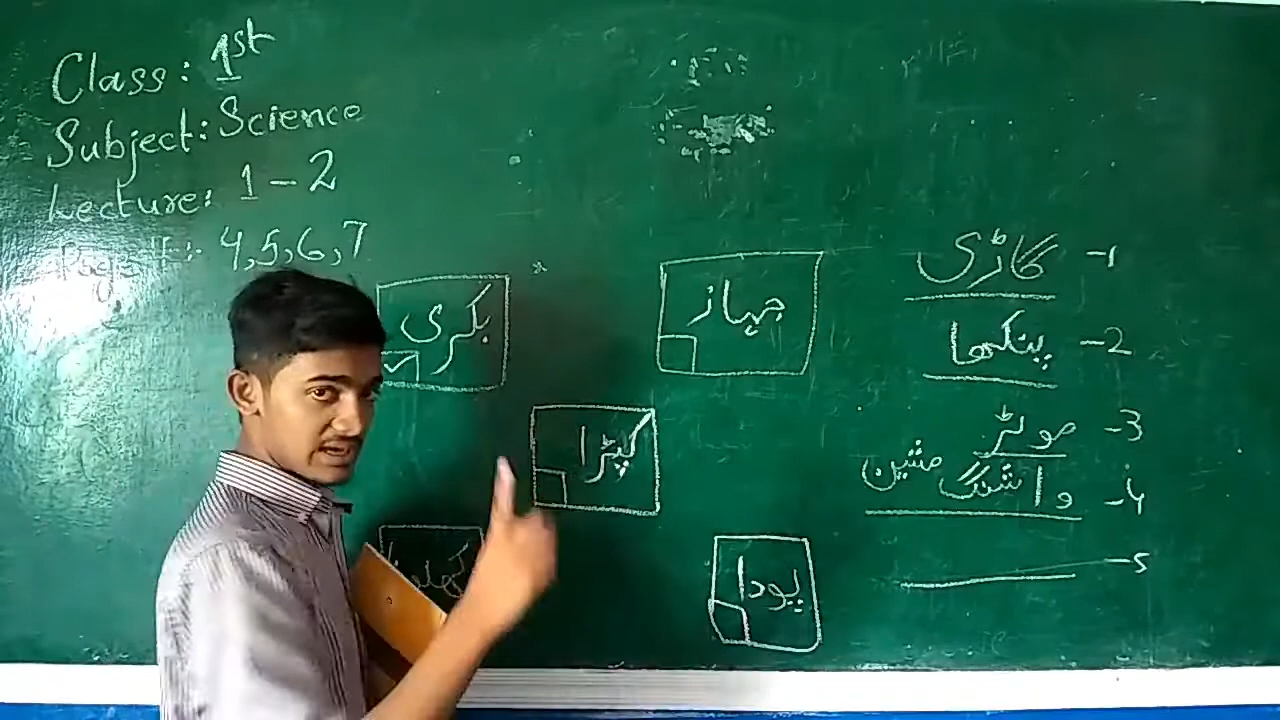 Class: 1st
Subject: Science
Lecture: 1-2
Page #: 4,5,6,7
بکری
جہاز
کپڑا
کھلونا
پودا
1- گاڑی
2- پنکھا
3- موٹر
4- واشنگ مشین
5-